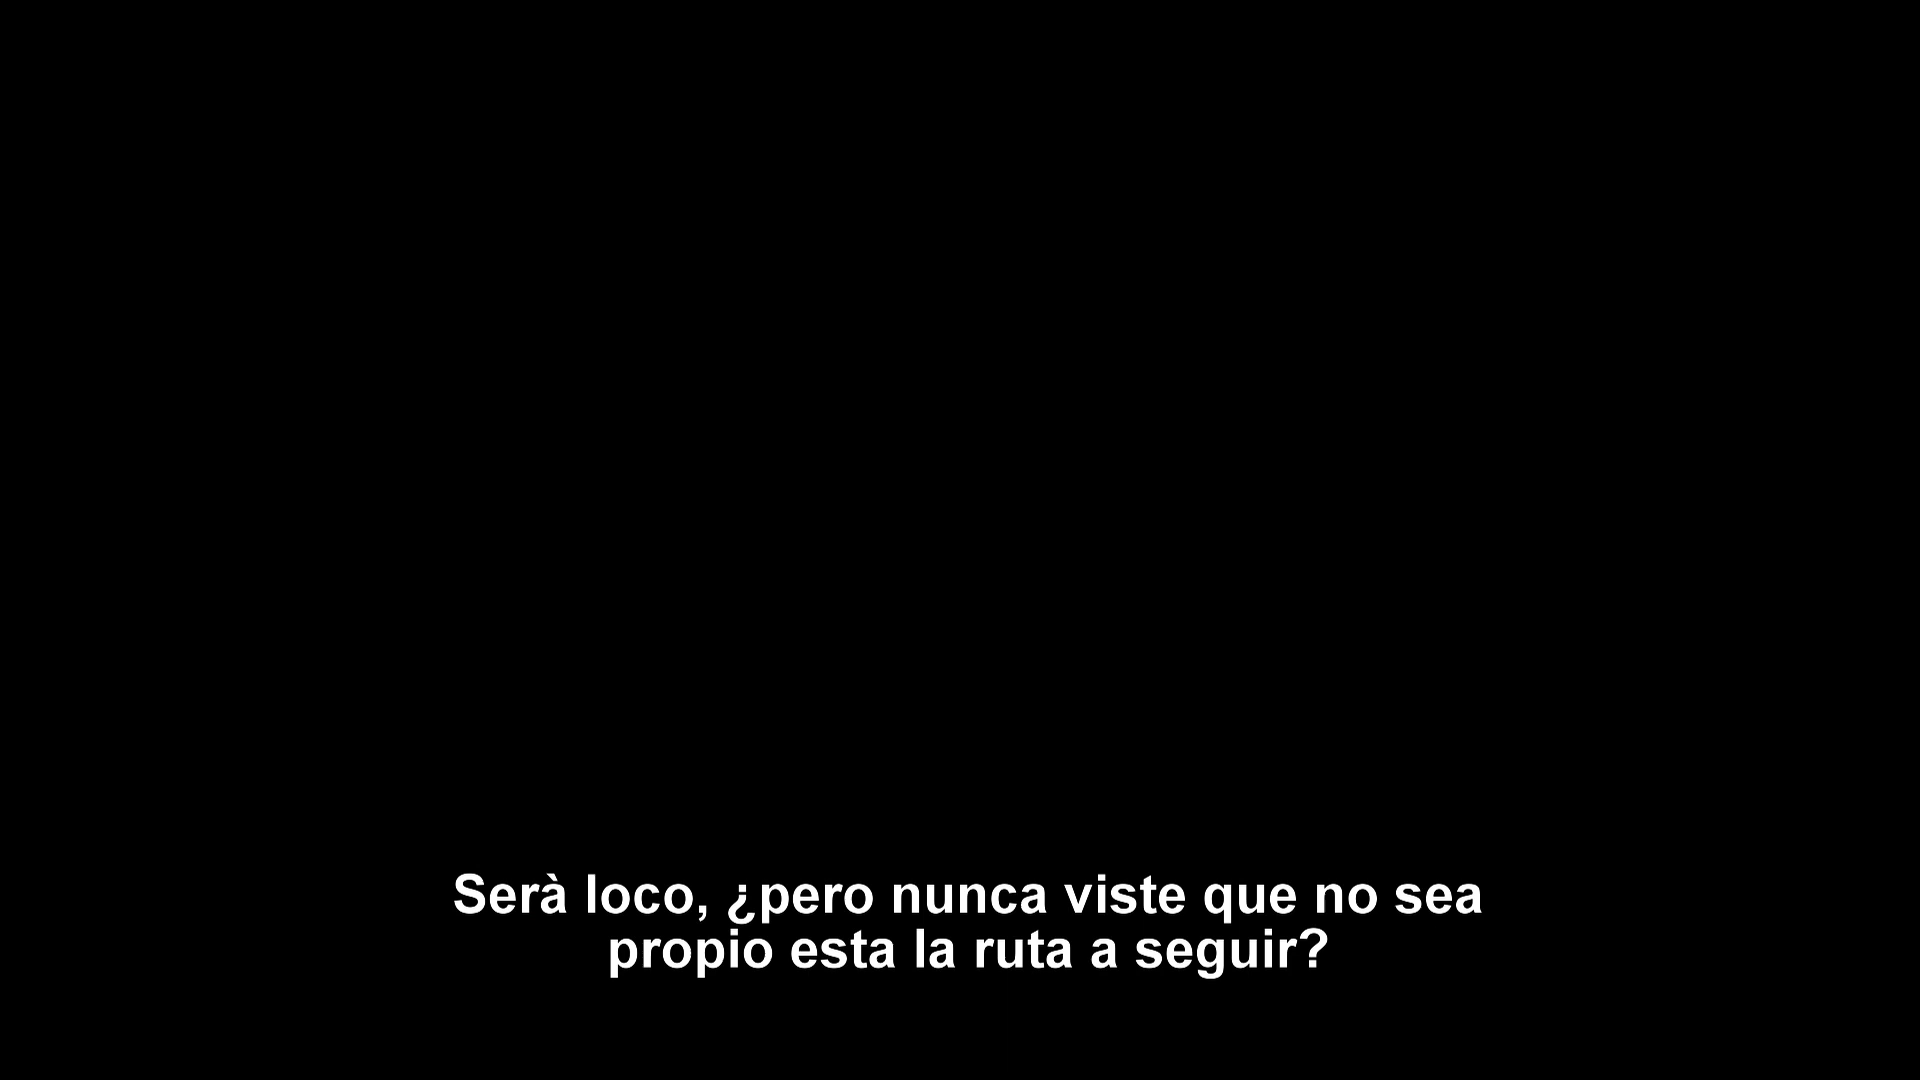 Serà loco, ¿pero nunca viste que no sea
propio esta la ruta a seguir?